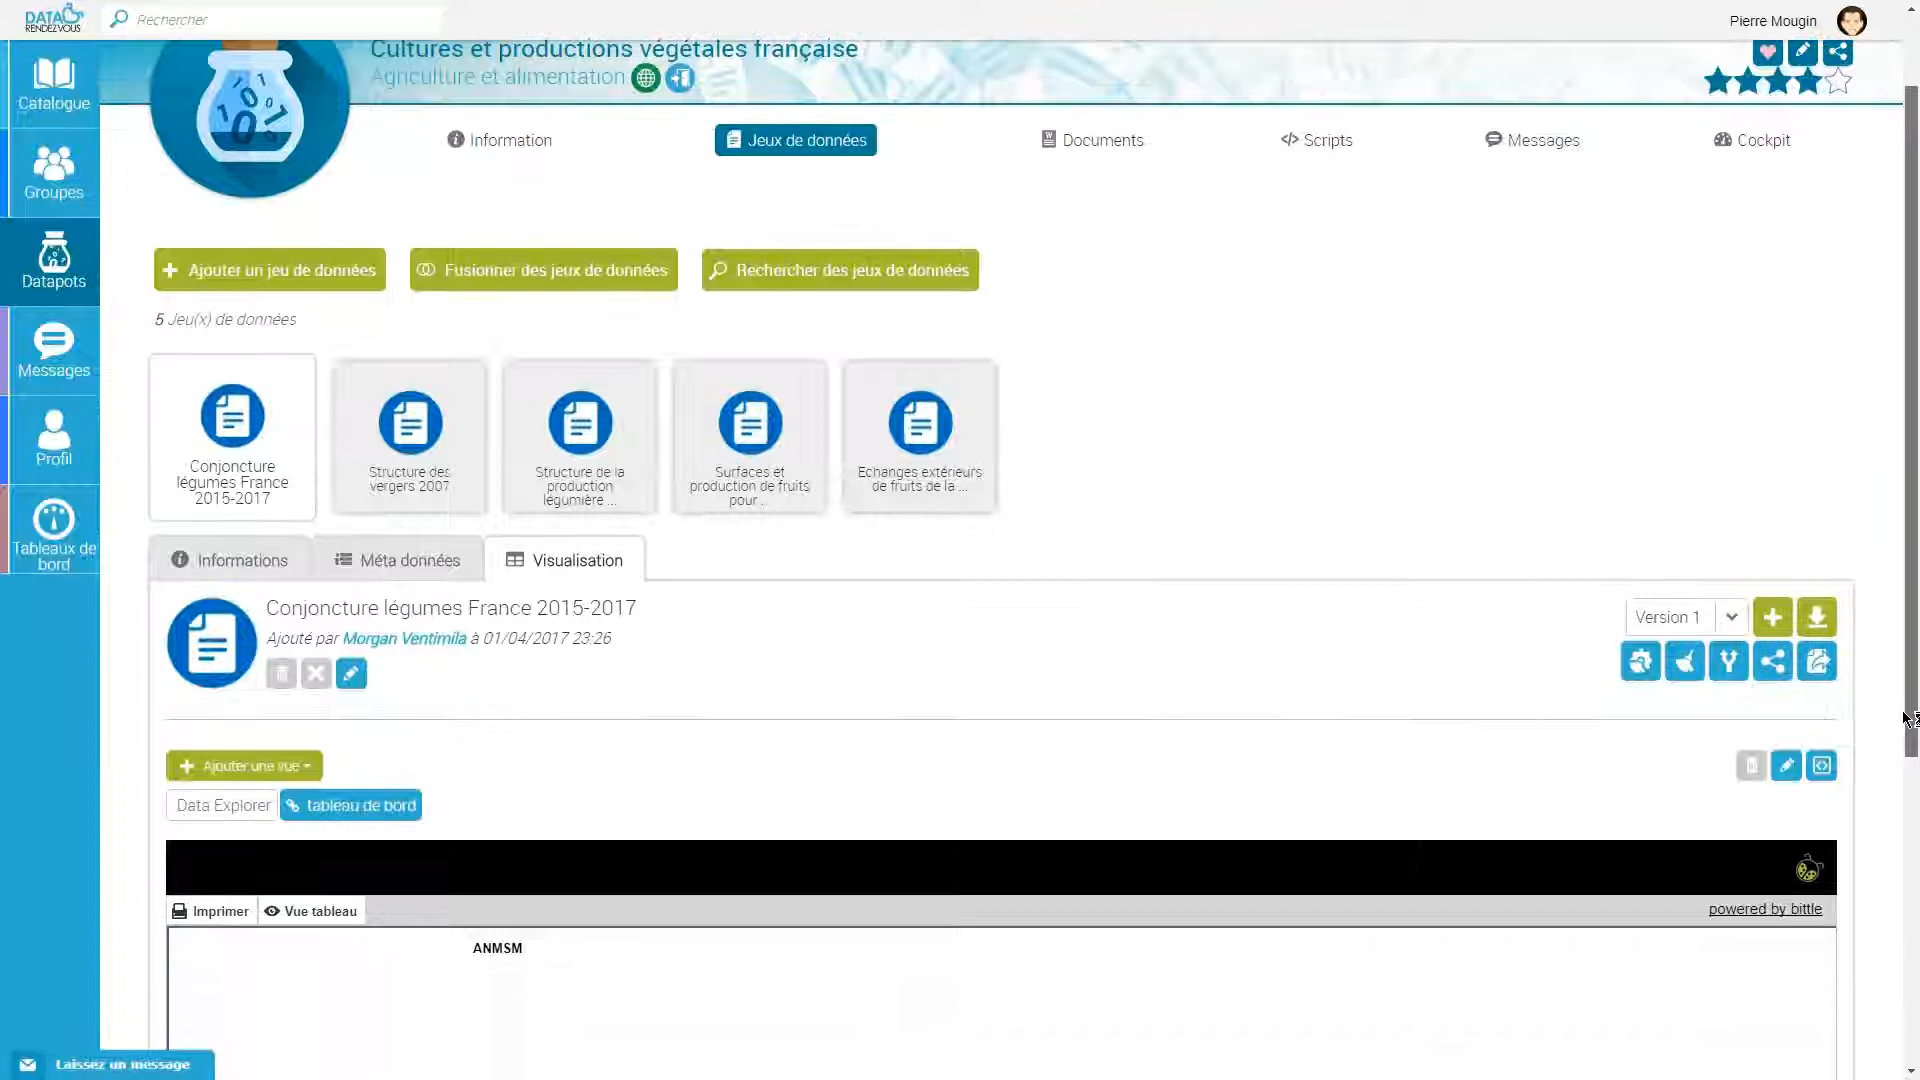 DATA
RENDEZVOUS
Rechercher
Pierre Mougin
Cultures et productions végétales française
Agriculture et alimentation
Catalogue
Groupes
Datapots
Messages
Profil
Tableaux de
bord
Information
Jeux de données
Documents
Scripts
Messages
Cockpit
Ajouter un jeu de données
Fusionner des jeux de données
Rechercher des jeux de données
5 Jeu(x) de données
Conjoncture
légumes France
2015-2017
Structure des
vergers 2007
Structure de la
production
légumière ...
Surfaces et
production de fruits
pour ...
Echanges extérieurs
de fruits de la ...
Informations
Méta données
Visualisation
Conjoncture légumes France 2015-2017
Ajouté par Morgan Ventimila à 01/04/2017 23:26
Version 1
Ajouter une vue
Data Explorer
tableau de bord
Imprimer
Vue tableau
powered by bittle
ANMSM
Laissez un message